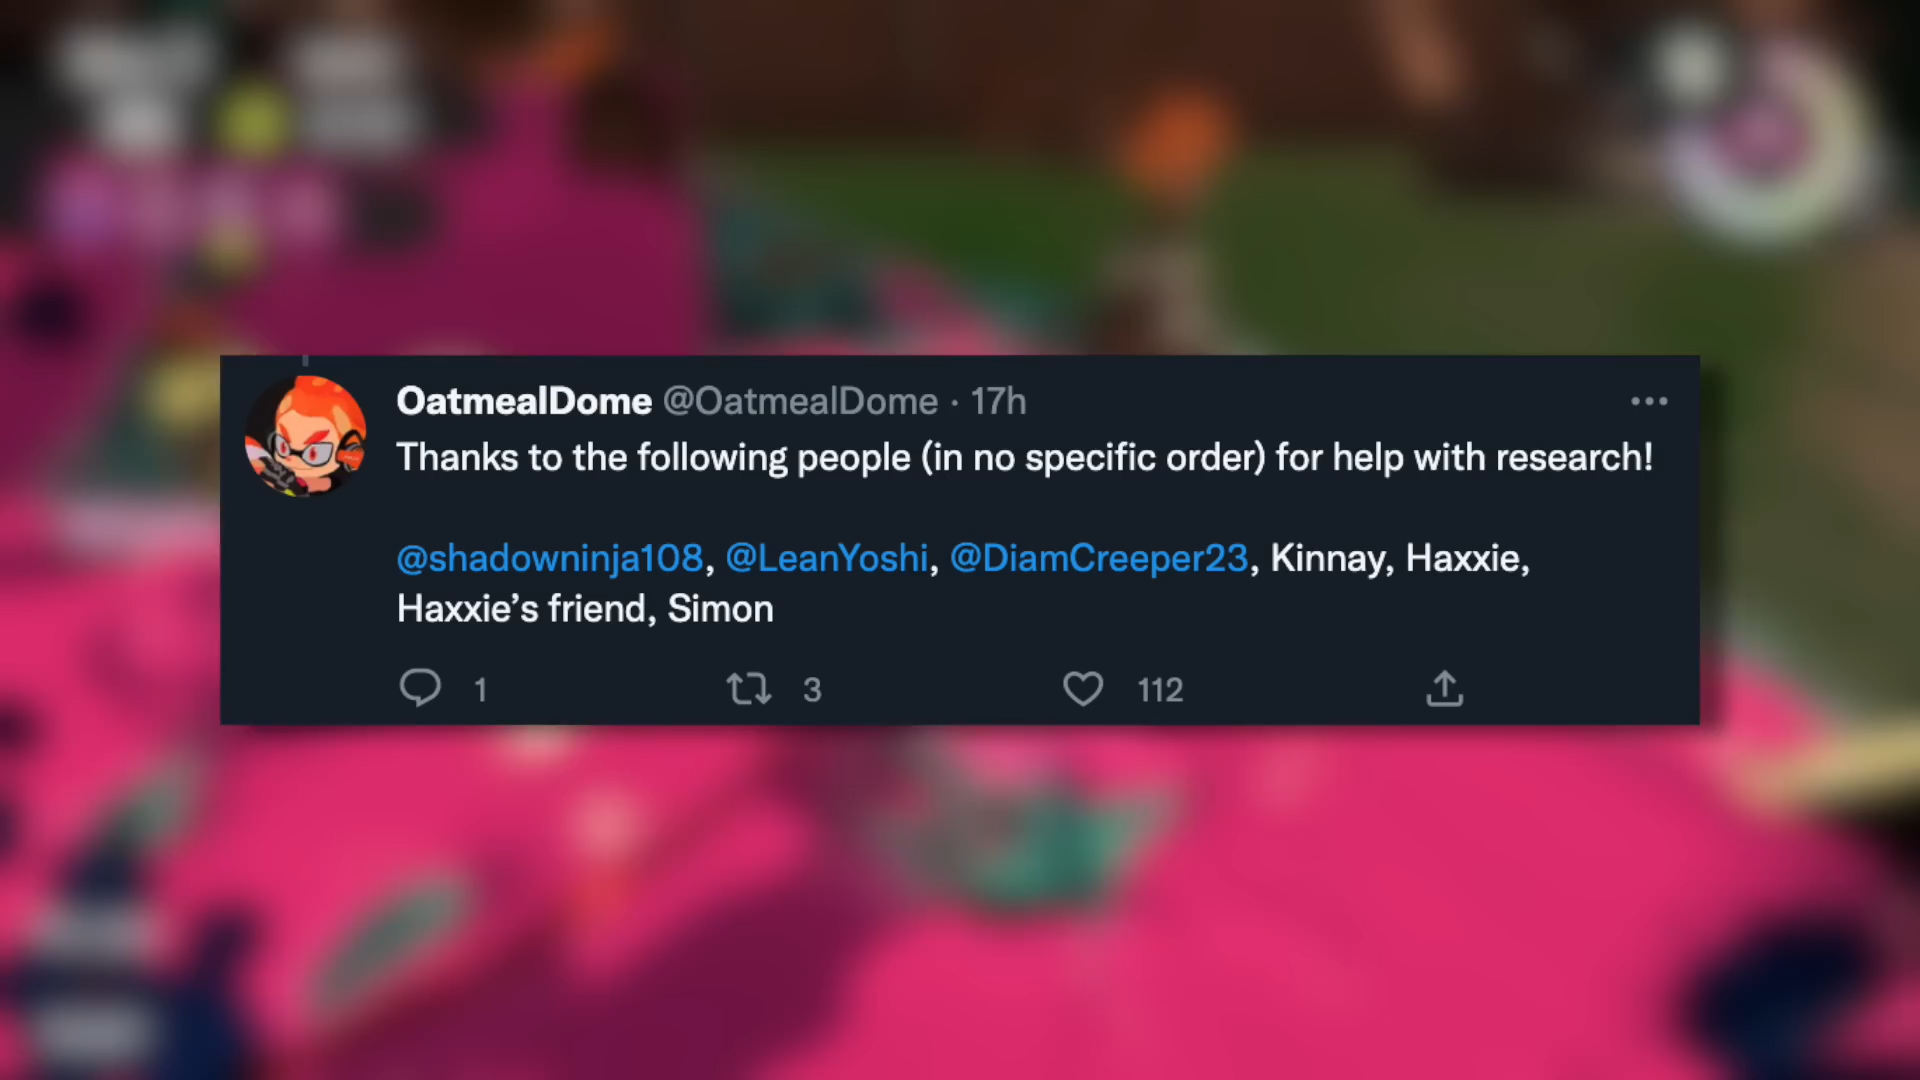 OatmealDome @OatmealDome · 17h
Thanks to the following people (in no specific order) for help with research!
@shadowninja108, @LeanYoshi, @DiamCreeper23, Kinnay, Haxxie,
Haxxie’s friend, Simon
1 3 112